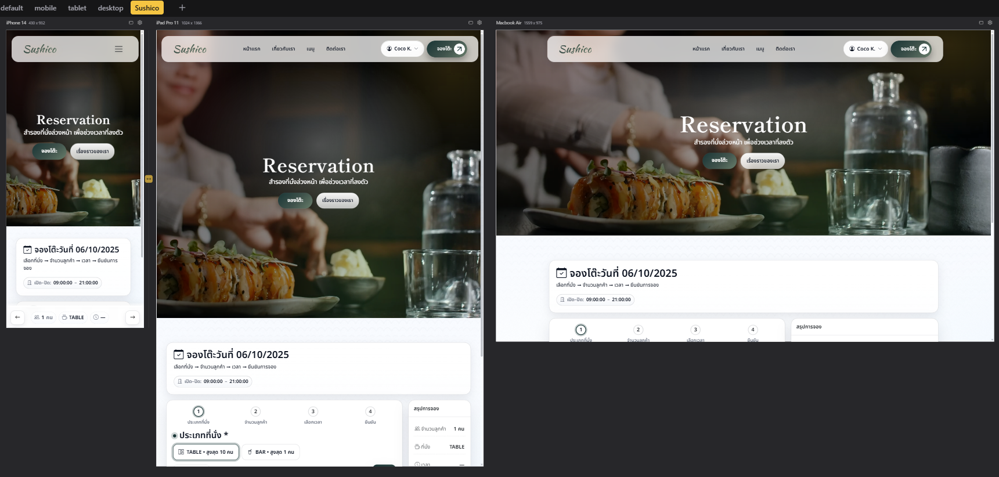 default mobile tablet desktop Sushico +
iPhone 14 430 x 932
Sushico
Reservation
สำรองที่นั่งล่วงหน้า เพื่อช่วงเวลาที่ลงตัว
จองโต๊ะ เรื่องราวของเรา
จองโต๊ะวันที่ 06/10/2025
เลือกที่นั่ง → จำนวนลูกค้า → เวลา → ยืนยันการ
จอง
เปิด-ปิด: 09:00:00 - 21:00:00
← 1 คน TABLE — →
iPad Pro 11 1024 x 1366
Sushico หน้าแรก เกี่ยวกับเรา เมนู ติดต่อเรา Coco K. จองโต๊ะ
Reservation
สำรองที่นั่งล่วงหน้า เพื่อช่วงเวลาที่ลงตัว
จองโต๊ะ เรื่องราวของเรา
จองโต๊ะวันที่ 06/10/2025
เลือกที่นั่ง → จำนวนลูกค้า → เวลา → ยืนยันการจอง
เปิด-ปิด: 09:00:00 - 21:00:00
1 2 3 4
ประเภทที่นั่ง จำนวนลูกค้า เลือกเวลา ยืนยัน
ประเภทที่นั่ง *
TABLE • สูงสุด 10 คน BAR • สูงสุด 1 คน
สรุปการจอง
จำนวนลูกค้า 1 คน
ที่นั่ง TABLE
เวลา —
Macbook Air 1559 x 975
Sushico หน้าแรก เกี่ยวกับเรา เมนู ติดต่อเรา Coco K. จองโต๊ะ
Reservation
สำรองที่นั่งล่วงหน้า เพื่อช่วงเวลาที่ลงตัว
จองโต๊ะ เรื่องราวของเรา
จองโต๊ะวันที่ 06/10/2025
เลือกที่นั่ง → จำนวนลูกค้า → เวลา → ยืนยันการจอง
เปิด-ปิด: 09:00:00 - 21:00:00
1 2 3 4
ประเภทที่นั่ง จำนวนลูกค้า เลือกเวลา ยืนยัน
สรุปการจอง